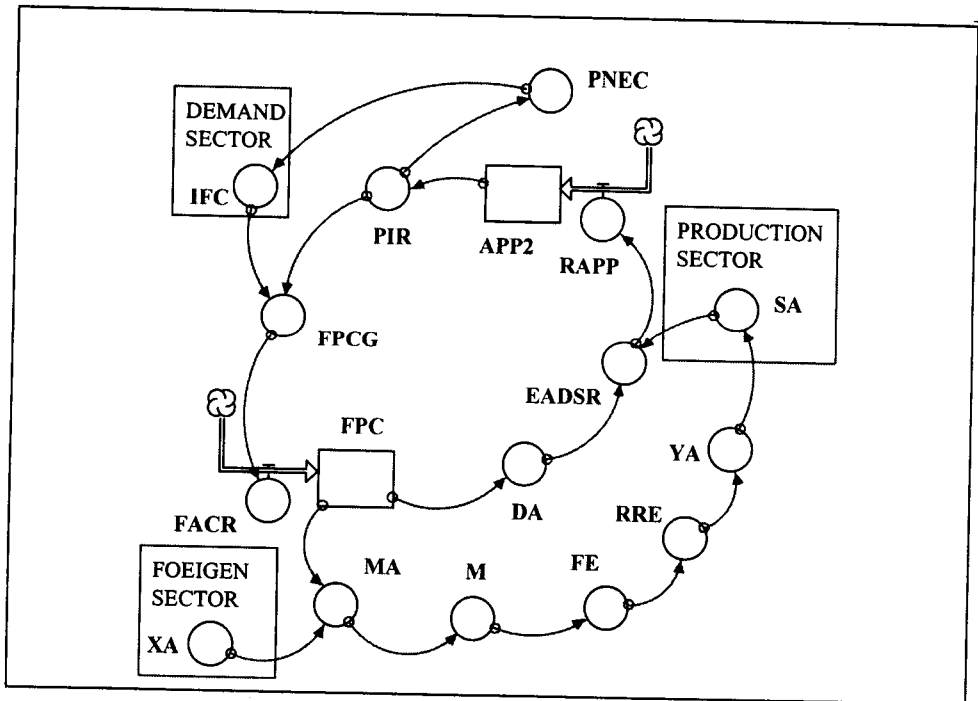 PNEC
DEMAND
SECTOR
IFC
PIR
APP2
RAPP
PRODUCTION
SECTOR
SA
FPCG
EADSR
FPC
YA
DA
RRE
FACR
MA
M
FE
FOEIGEN
SECTOR
XA